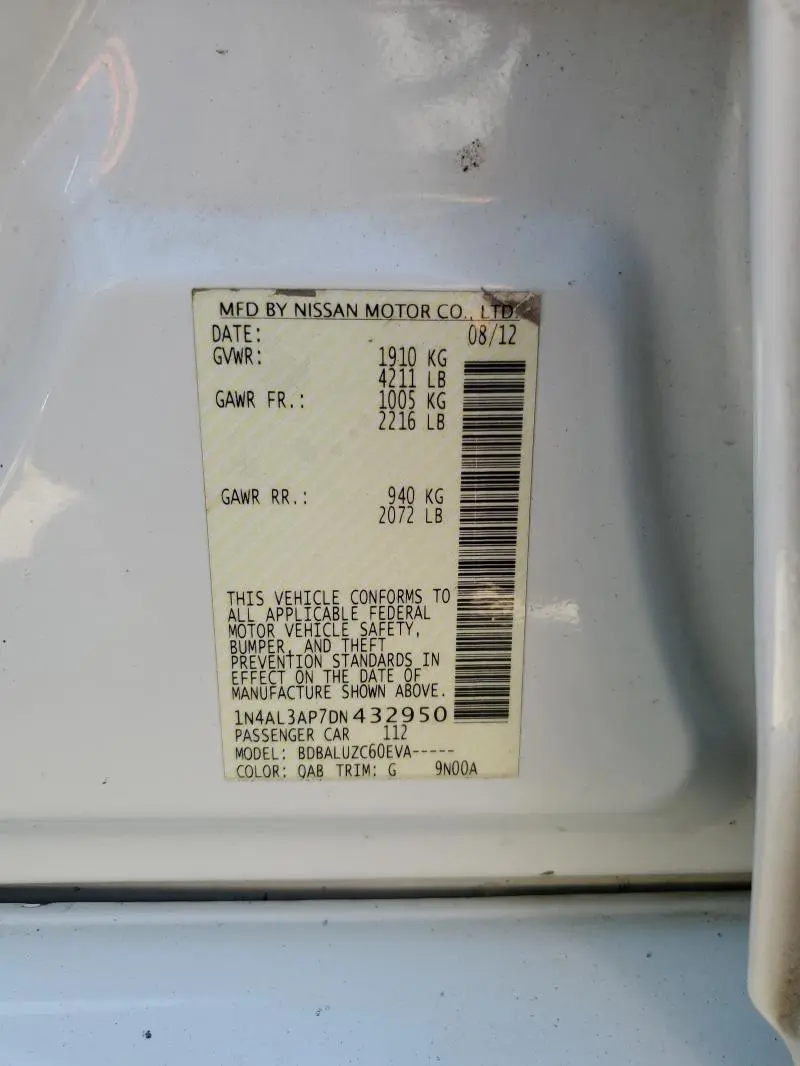 MFD BY NISSAN MOTOR CO., LTD.
DATE: 08/12
GVWR: 1910 KG
4211 LB
GAWR FR.: 1005 KG
2216 LB
GAWR RR.: 940 KG
2072 LB
THIS VEHICLE CONFORMS TO
ALL APPLICABLE FEDERAL
MOTOR VEHICLE SAFETY,
BUMPER, AND THEFT
PREVENTION STANDARDS IN
EFFECT ON THE DATE OF
MANUFACTURE SHOWN ABOVE.
1N4AL3AP7DN432950
PASSENGER CAR 112
MODEL: BDBALUZC60EVA-----
COLOR: QAB TRIM: G 9N00A